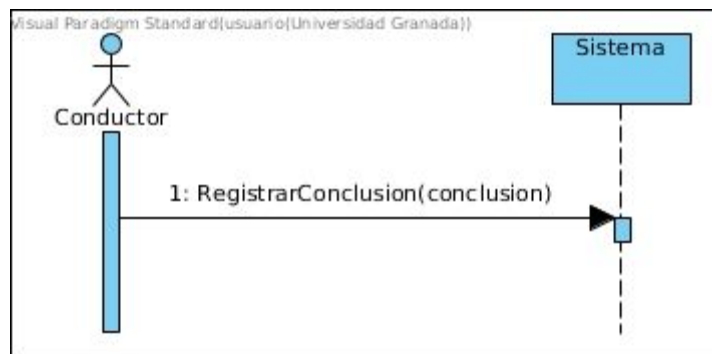 Visual Paradigm Standard(usuario(Universidad Granada))
Sistema
Conductor
1: RegistrarConclusion(conclusion)